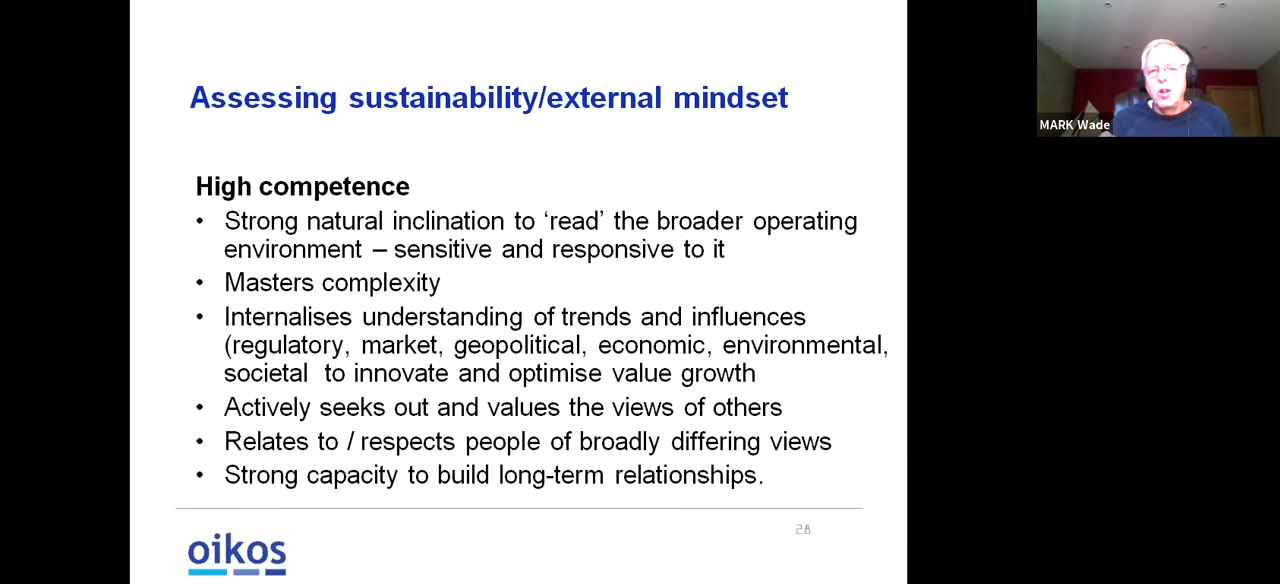 Assessing sustainability/external mindset
MARK Wade
High competence
• Strong natural inclination to ‘read’ the broader operating
environment – sensitive and responsive to it
• Masters complexity
• Internalises understanding of trends and influences
(regulatory, market, geopolitical, economic, environmental,
societal  to innovate and optimise value growth
• Actively seeks out and values the views of others
• Relates to / respects people of broadly differing views
• Strong capacity to build long-term relationships.
28
oikos